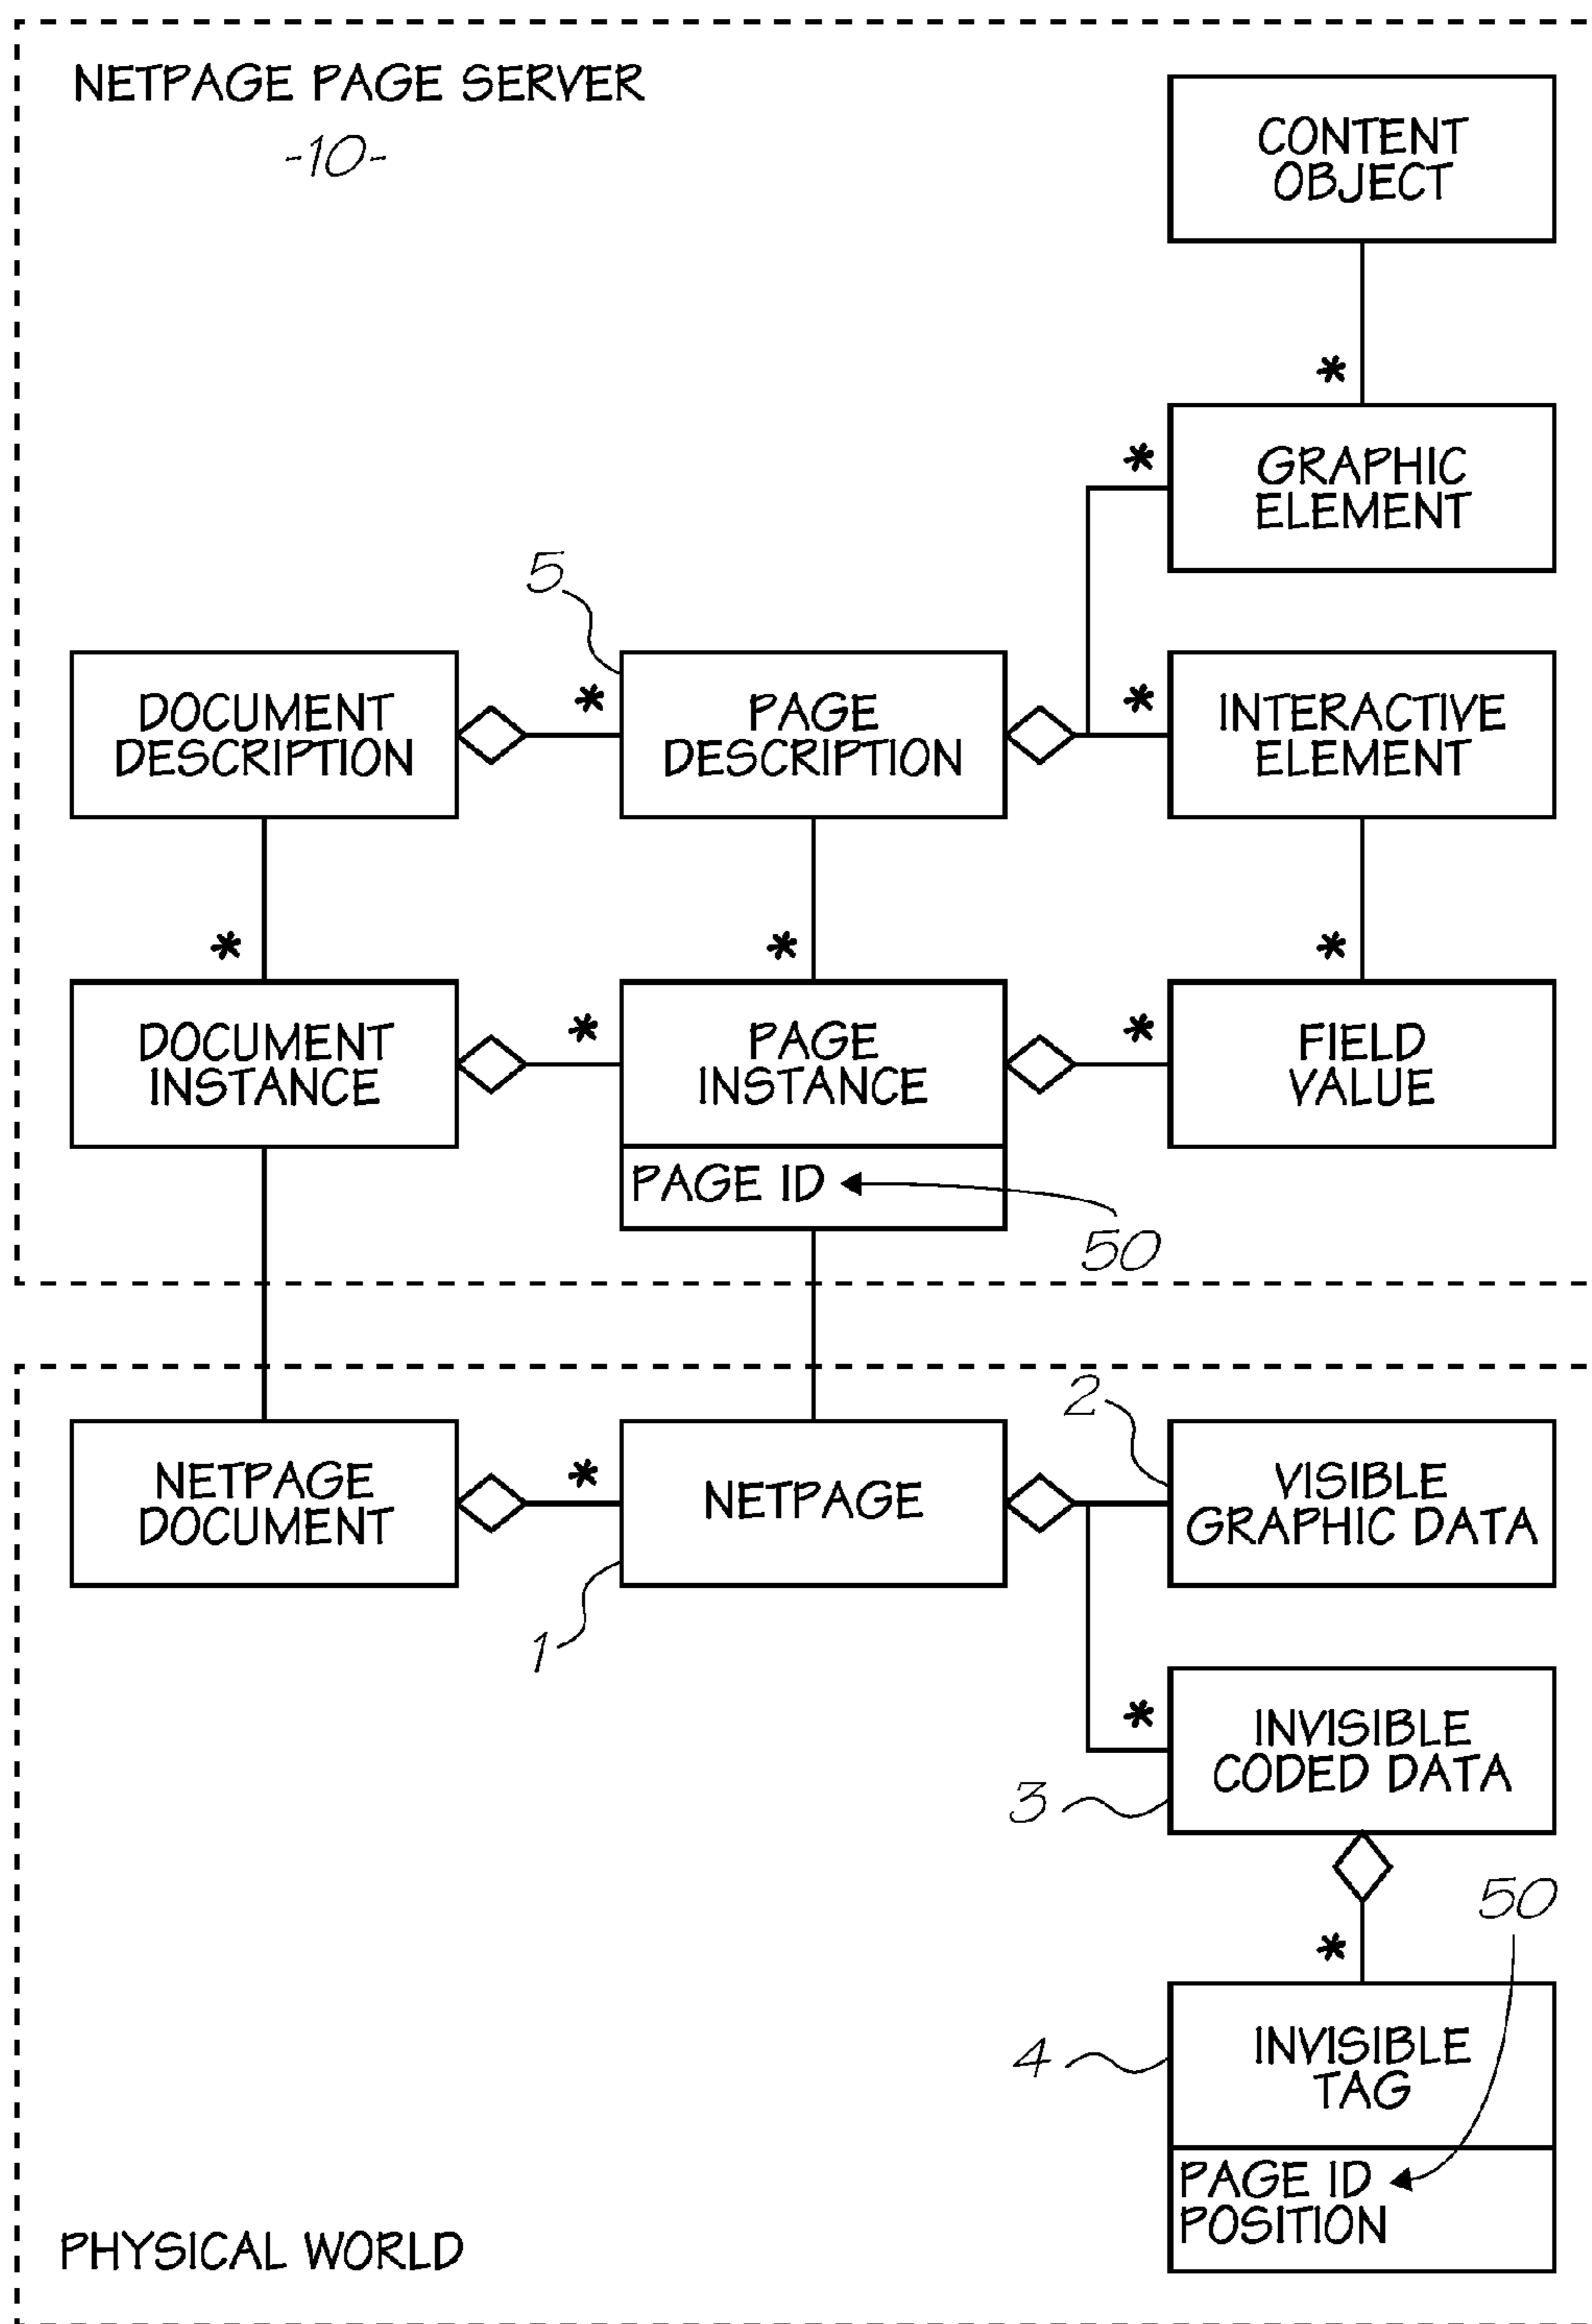 NETPAGE PAGE SERVER
-10-
CONTENT
OBJECT
*
*
GRAPHIC
ELEMENT
5
DOCUMENT
DESCRIPTION
*
PAGE
DESCRIPTION
*
INTERACTIVE
ELEMENT
*
*
*
DOCUMENT
INSTANCE
*
PAGE
INSTANCE
*
FIELD
VALUE
PAGE ID
50
2
NETPAGE
DOCUMENT
*
NETPAGE
VISIBLE
GRAPHIC DATA
1
*
INVISIBLE
CODED DATA
3
50
*
4
INVISIBLE
TAG
PAGE ID
POSITION
PHYSICAL WORLD